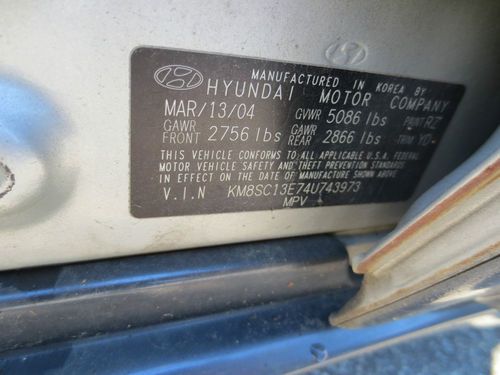 MANUFACTURED IN KOREA BY
HYUNDAI MOTOR COMPANY
MAR/13/04 GVWR 5086 lbs PAINT RZ
GAWR FRONT 2756 lbs GAWR REAR 2866 lbs TRIM YD
THIS VEHICLE CONFORMS TO ALL APPLICABLE U.S.A. FEDERAL
MOTOR VEHICLE SAFETY AND THEFT PREVENTION STANDARDS
IN EFFECT ON THE DATE OF MANUFACTURE SHOWN ABOVE.
V.I.N KM8SC13E74U743973
MPV